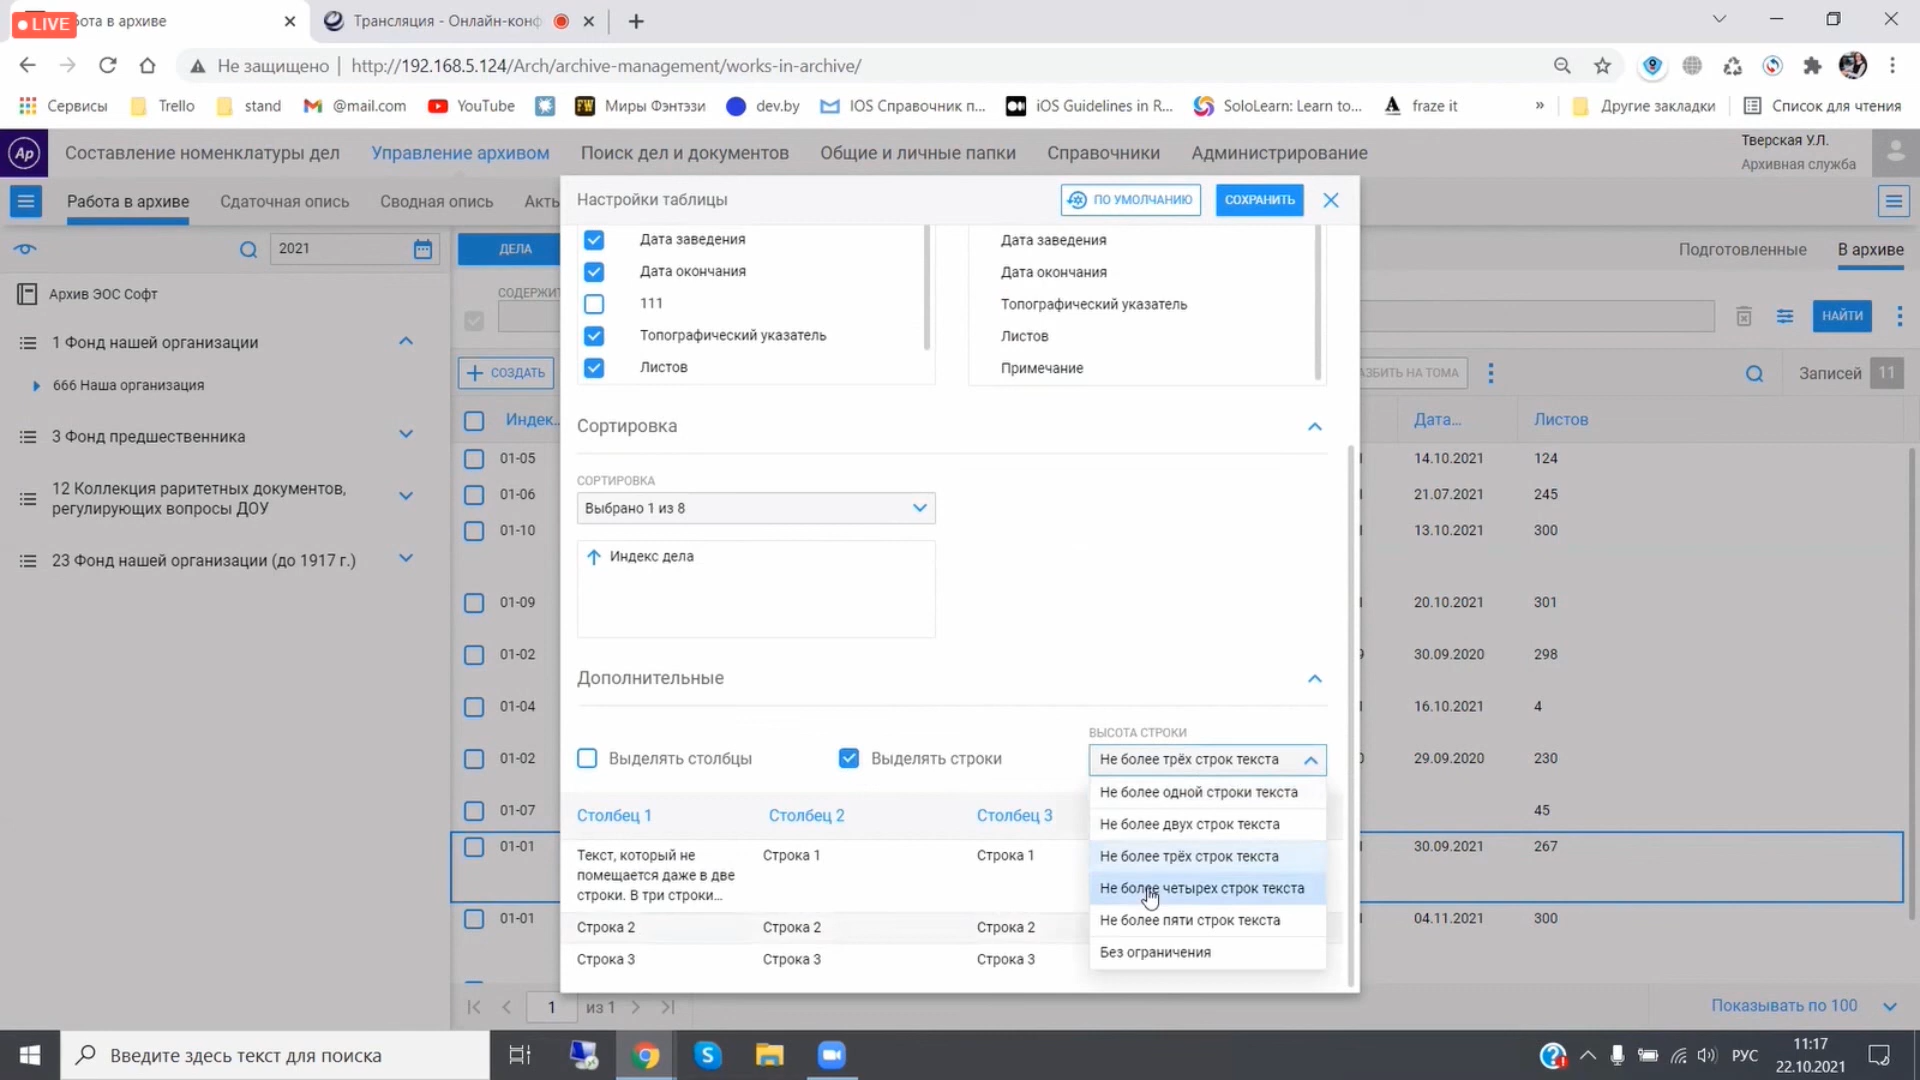 LIVE
бота в архиве
Трансляция - Онлайн-конф
Не защищено
http://192.168.5.124/Arch/archive-management/works-in-archive/
Сервисы
Trello
stand
@mail.com
YouTube
FW
Миры Фэнтэзи
dev.by
IOS Справочник п...
iOS Guidelines in R...
SoloLearn: Learn to...
fraze it
»
Другие закладки
Список для чтения
Ар
Составление номенклатуры дел
Управление архивом
Поиск дел и документов
Общие и личные папки
Справочники
Администрирование
Тверская У.Л.
Архивная служба
Работа в архиве
Сдаточная опись
Сводная опись
Акть
2021
ДЕЛА
Подготовленные
В архиве
Архив ЭОС Софт
СОДЕРЖИТ
НАЙТИ
1 Фонд нашей организации
666 Наша организация
3 Фонд предшественника
12 Коллекция раритетных документов,
регулирующих вопросы ДОУ
23 Фонд нашей организации (до 1917 г.)
СОЗДАТЬ
АЗБИТЬ НА ТОМА
Записей 11
Индек...
Дата...
Листов
01-05
14.10.2021
124
01-06
21.07.2021
245
01-10
13.10.2021
300
01-09
20.10.2021
301
01-02
30.09.2020
298
01-04
16.10.2021
4
01-02
29.09.2020
230
01-07
45
01-01
30.09.2021
267
01-01
04.11.2021
300
1
из 1
Показывать по 100
Настройки таблицы
ПО УМОЛЧАНИЮ
СОХРАНИТЬ
Дата заведения
Дата окончания
111
Топографический указатель
Листов
Дата заведения
Дата окончания
Топографический указатель
Листов
Примечание
Сортировка
СОРТИРОВКА
Выбрано 1 из 8
Индекс дела
Дополнительные
Выделять столбцы
Выделять строки
ВЫСОТА СТРОКИ
Не более трёх строк текста
Не более одной строки текста
Не более двух строк текста
Не более трёх строк текста
Не более четырех строк текста
Не более пяти строк текста
Без ограничения
Столбец 1
Столбец 2
Столбец 3
Текст, который не
помещается даже в две
строки. В три строки...
Строка 1
Строка 1
Строка 2
Строка 2
Строка 2
Строка 3
Строка 3
Строка 3
Введите здесь текст для поиска
РУС
11:17
22.10.2021